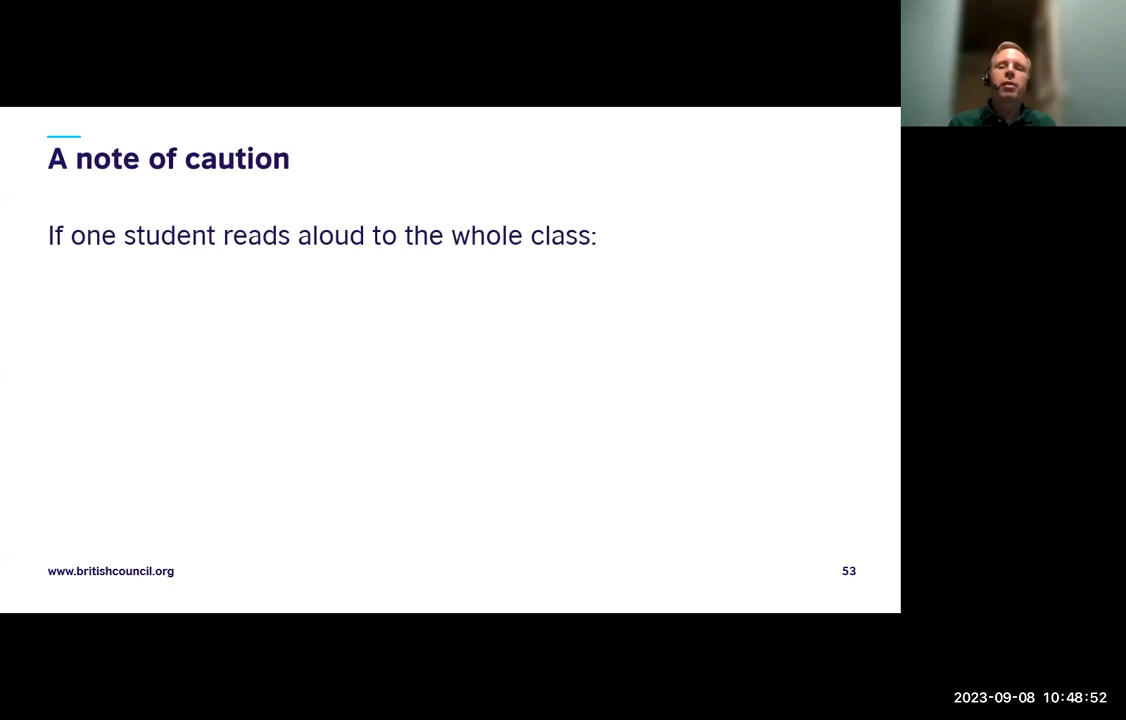 A note of caution
If one student reads aloud to the whole class:
www.britishcouncil.org
53
2023-09-08 10:48:52